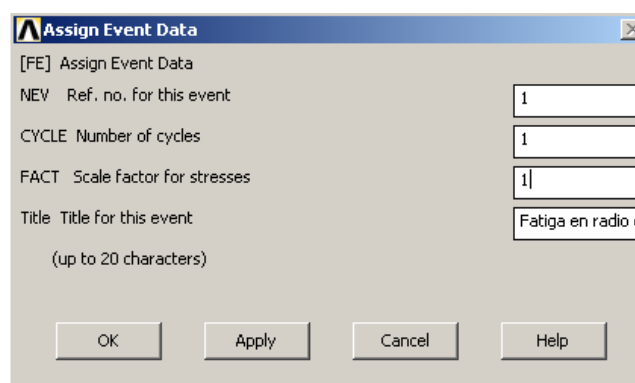 Assign Event Data
[FE] Assign Event Data
NEV Ref. no. for this event 1
CYCLE Number of cycles 1
FACT Scale factor for stresses 1
Title Title for this event Fatiga en radio
(up to 20 characters)
OK Apply Cancel Help